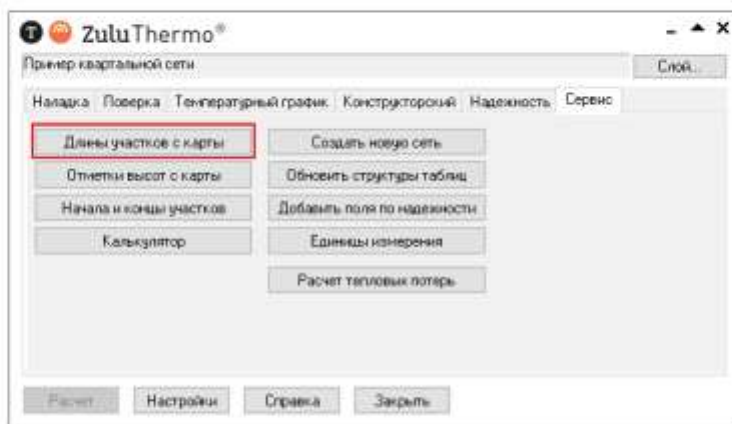 ZuluThermo®
Пример квартальной сети
Слой...
Наладка Поверка Температурный график Конструкторский Надежность Сервис
Длины участков с карты
Создать новую сеть
Отметки высот с карты
Обновить структуры таблиц
Начала и концы участков
Добавить поля по надежности
Калькулятор
Единицы измерения
Расчет тепловых потерь
Расчет
Настройки
Справка
Закрыть